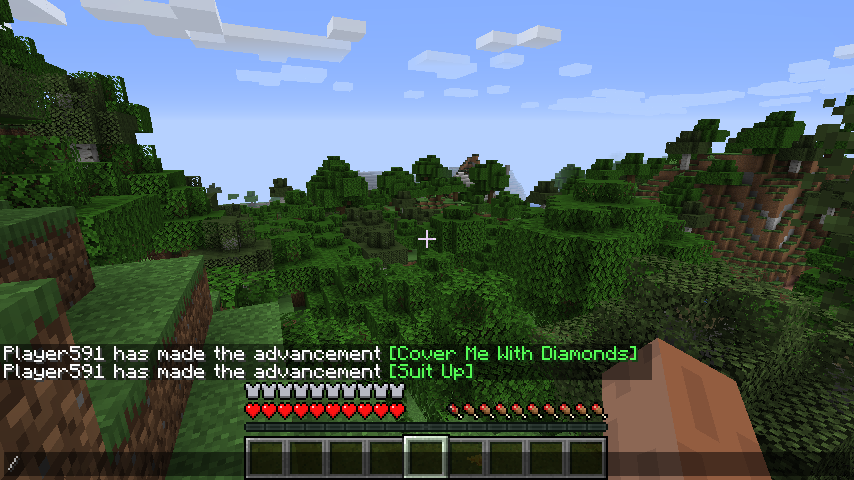 Player591 has made the advancement [Cover Me With Diamonds]
Player591 has made the advancement [Suit Up]
/